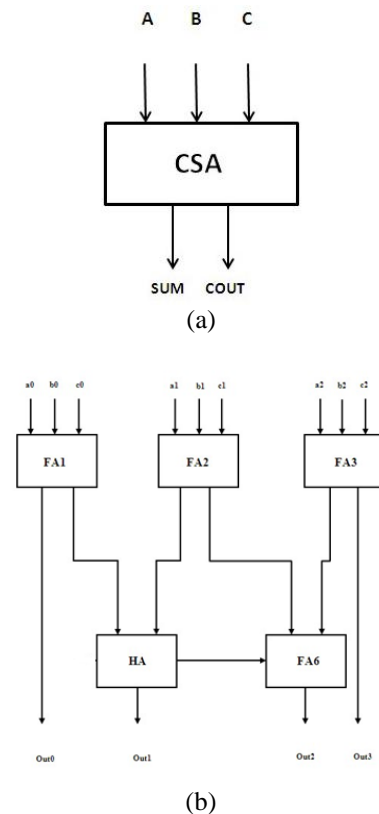 A B C
CSA
SUM COUT
(a)
a0 b0 c0 a1 b1 c1 a2 b2 c2
FA1 FA2 FA3
HA FA6
Out0 Out1 Out2 Out3
(b)